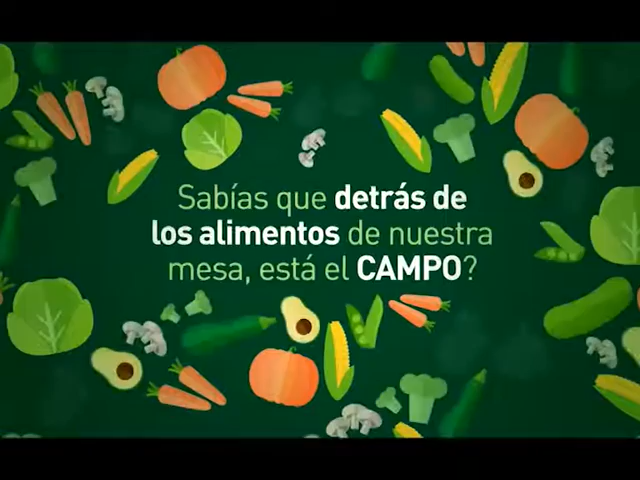 Sabías que detrás de
los alimentos de nuestra
mesa, está el CAMPO?